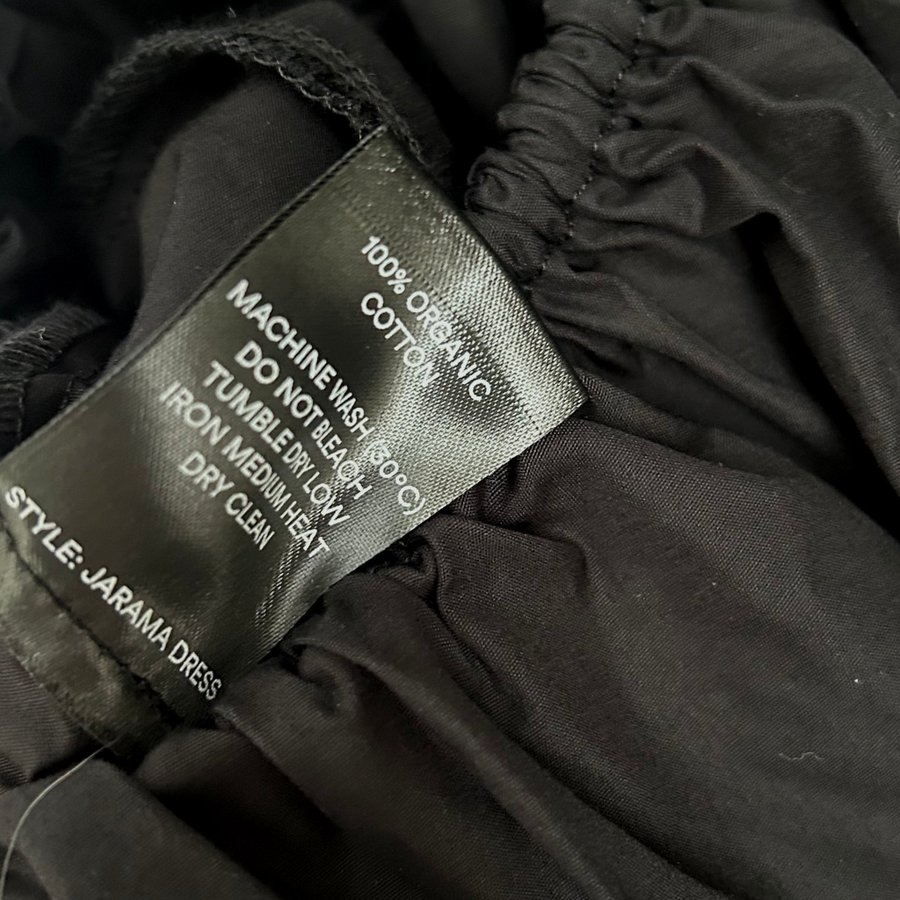 100% ORGANIC
COTTON
MACHINE WASH (30°C)
DO NOT BLEACH
TUMBLE DRY LOW
IRON MEDIUM HEAT
DRY CLEAN
STYLE: JARAMA DRESS